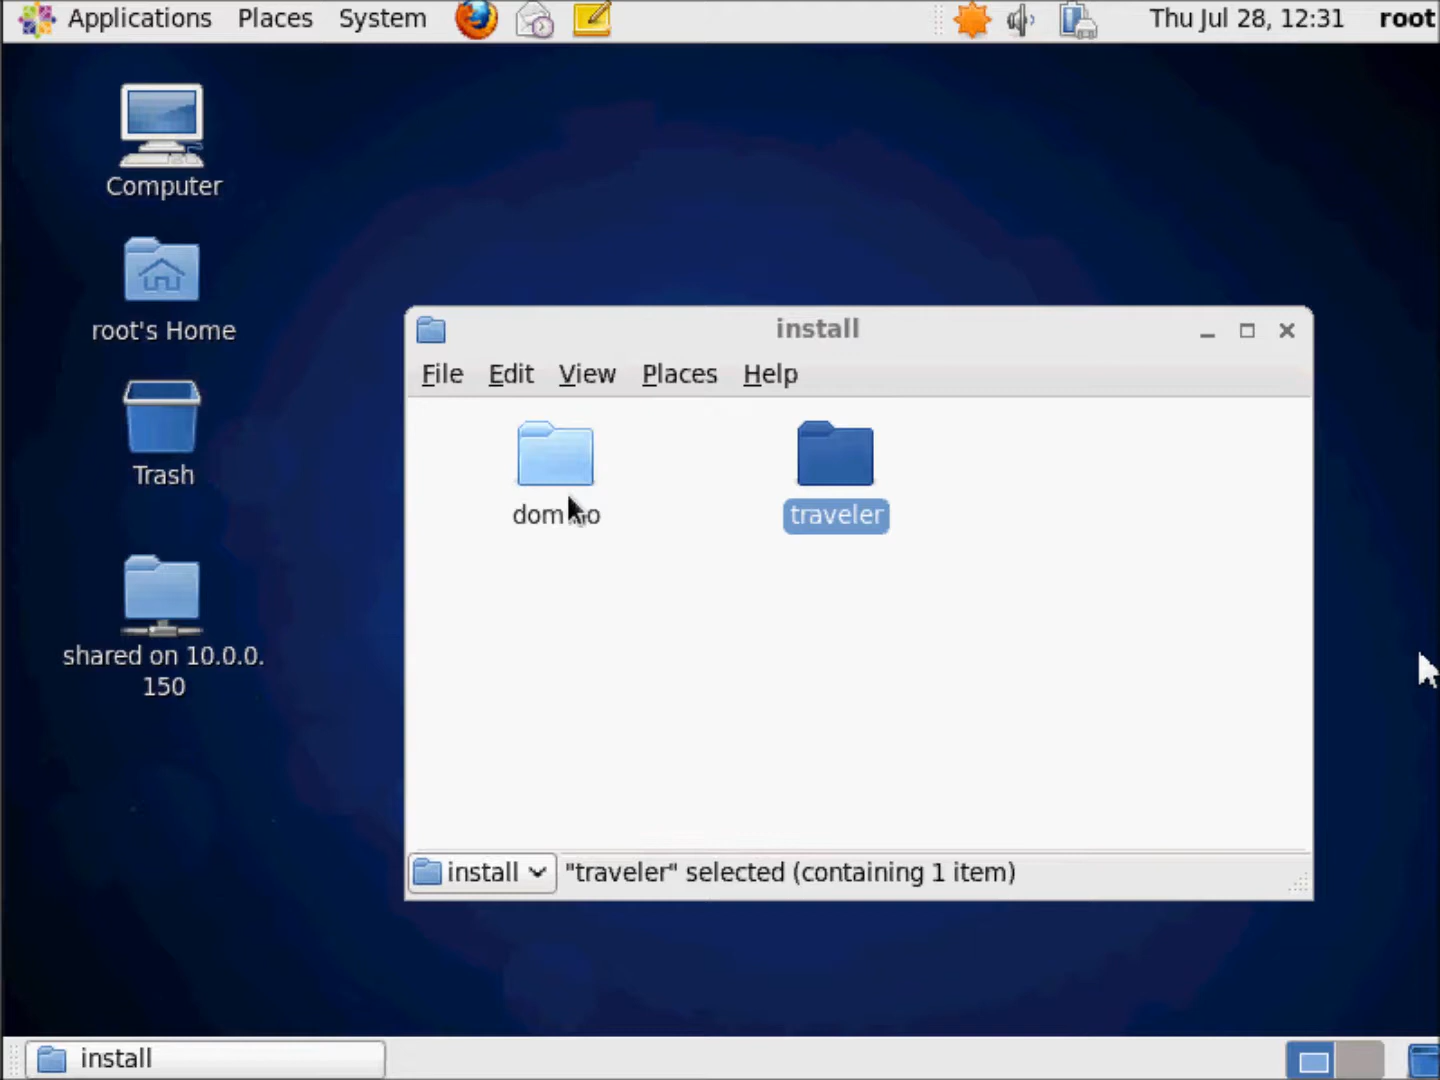 Applications Places System Thu Jul 28, 12:31 root
Computer
root's Home
Trash
shared on 10.0.0.
150
install
File Edit View Places Help
traveler
install "traveler" selected (containing 1 item)
install